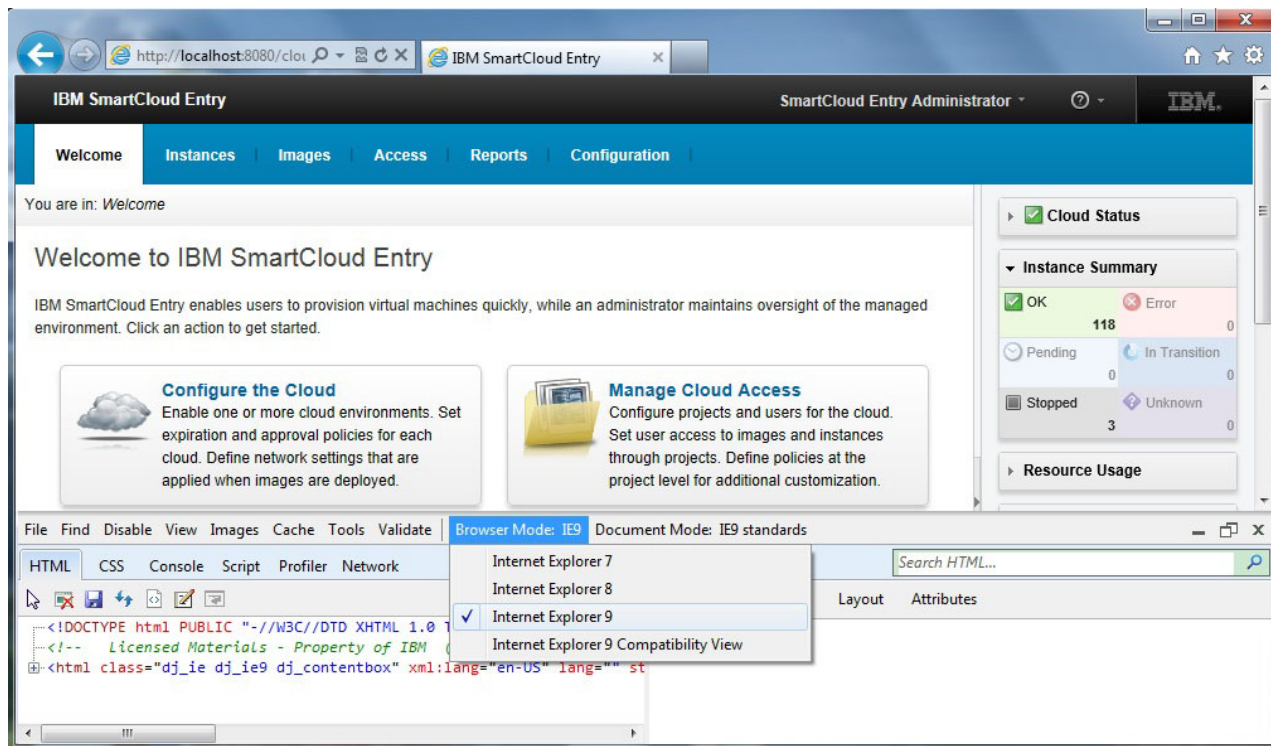 http://localhost:8080/clou
IBM SmartCloud Entry
IBM SmartCloud Entry
SmartCloud Entry Administrator
IBM.
Welcome
Instances
Images
Access
Reports
Configuration
You are in: Welcome
Welcome to IBM SmartCloud Entry
IBM SmartCloud Entry enables users to provision virtual machines quickly, while an administrator maintains oversight of the managed
environment. Click an action to get started.
Configure the Cloud
Enable one or more cloud environments. Set
expiration and approval policies for each
cloud. Define network settings that are
applied when images are deployed.
Manage Cloud Access
Configure projects and users for the cloud.
Set user access to images and instances
through projects. Define policies at the
project level for additional customization.
Cloud Status
Instance Summary
OK
118
Error
0
Pending
0
In Transition
0
Stopped
3
Unknown
0
Resource Usage
File Find Disable View Images Cache Tools Validate Browser Mode: IE9 Document Mode: IE9 standards
HTML CSS Console Script Profiler Network
Search HTML...
Internet Explorer 7
Internet Explorer 8
Internet Explorer 9
Internet Explorer 9 Compatibility View
Layout Attributes
<!DOCTYPE html PUBLIC "-//W3C//DTD XHTML 1.0
<!-- Licensed Materials - Property of IBM
<html class="dj_ie dj_ie9 dj_contentbox" xml:lang="en-US" lang="" st